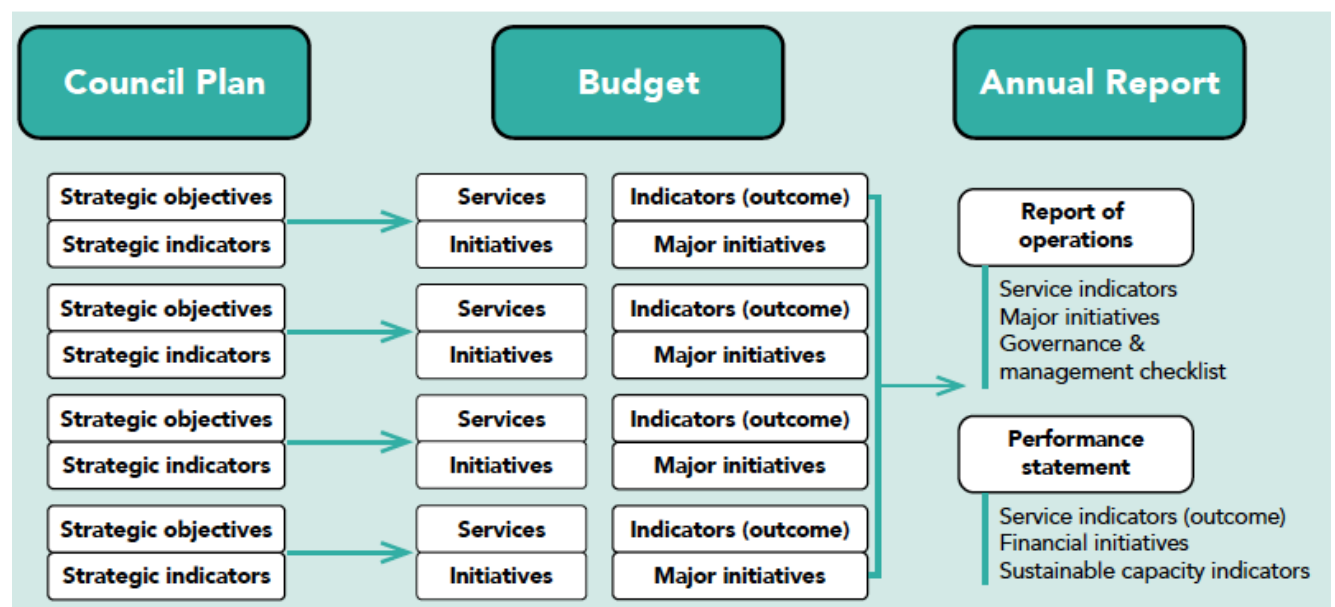 Council Plan
Budget
Annual Report
Strategic objectives
Strategic indicators
Services
Initiatives
Indicators (outcome)
Major initiatives
Strategic objectives
Strategic indicators
Services
Initiatives
Indicators (outcome)
Major initiatives
Strategic objectives
Strategic indicators
Services
Initiatives
Indicators (outcome)
Major initiatives
Strategic objectives
Strategic indicators
Services
Initiatives
Indicators (outcome)
Major initiatives
Report of
operations
Service indicators
Major initiatives
Governance &
management checklist
Performance
statement
Service indicators (outcome)
Financial initiatives
Sustainable capacity indicators